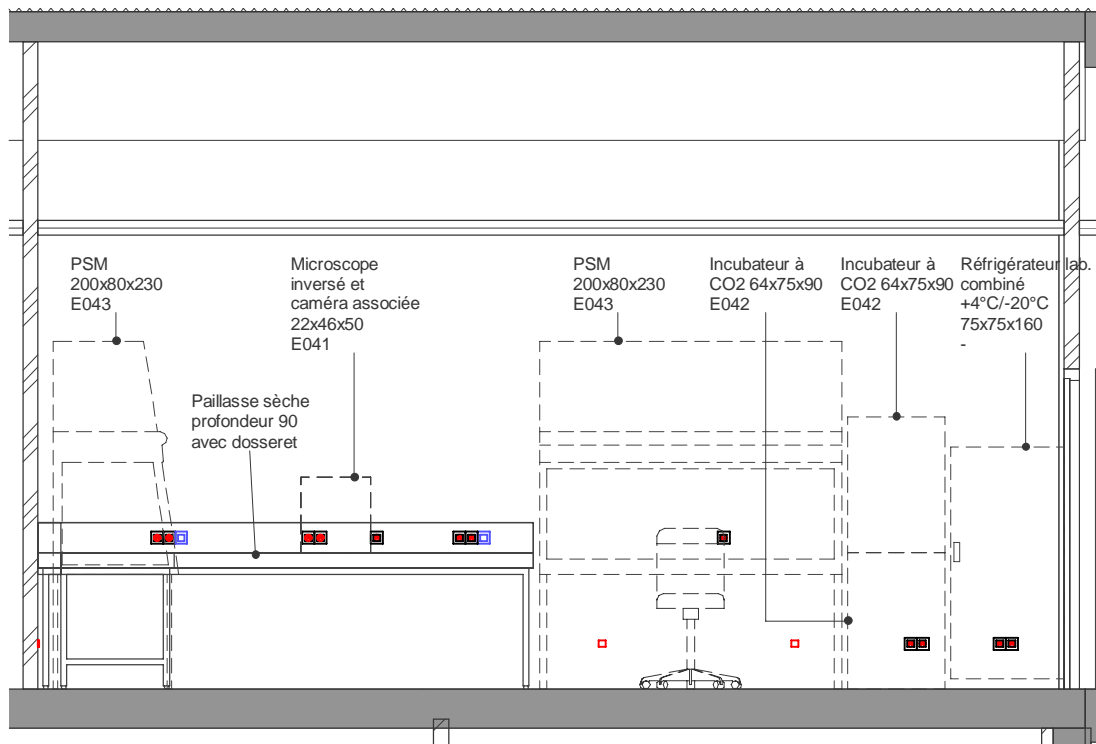 PSM
200x80x230
E043
Microscope
inversé et
caméra associée
22x46x50
E041
PSM
200x80x230
E043
Incubateur à
CO2 64x75x90
E042
Incubateur à
CO2 64x75x90
E042
Réfrigérateur lab.
combiné
+4°C/-20°C
75x75x160
-
Paillasse sèche
profondeur 90
avec dosseret